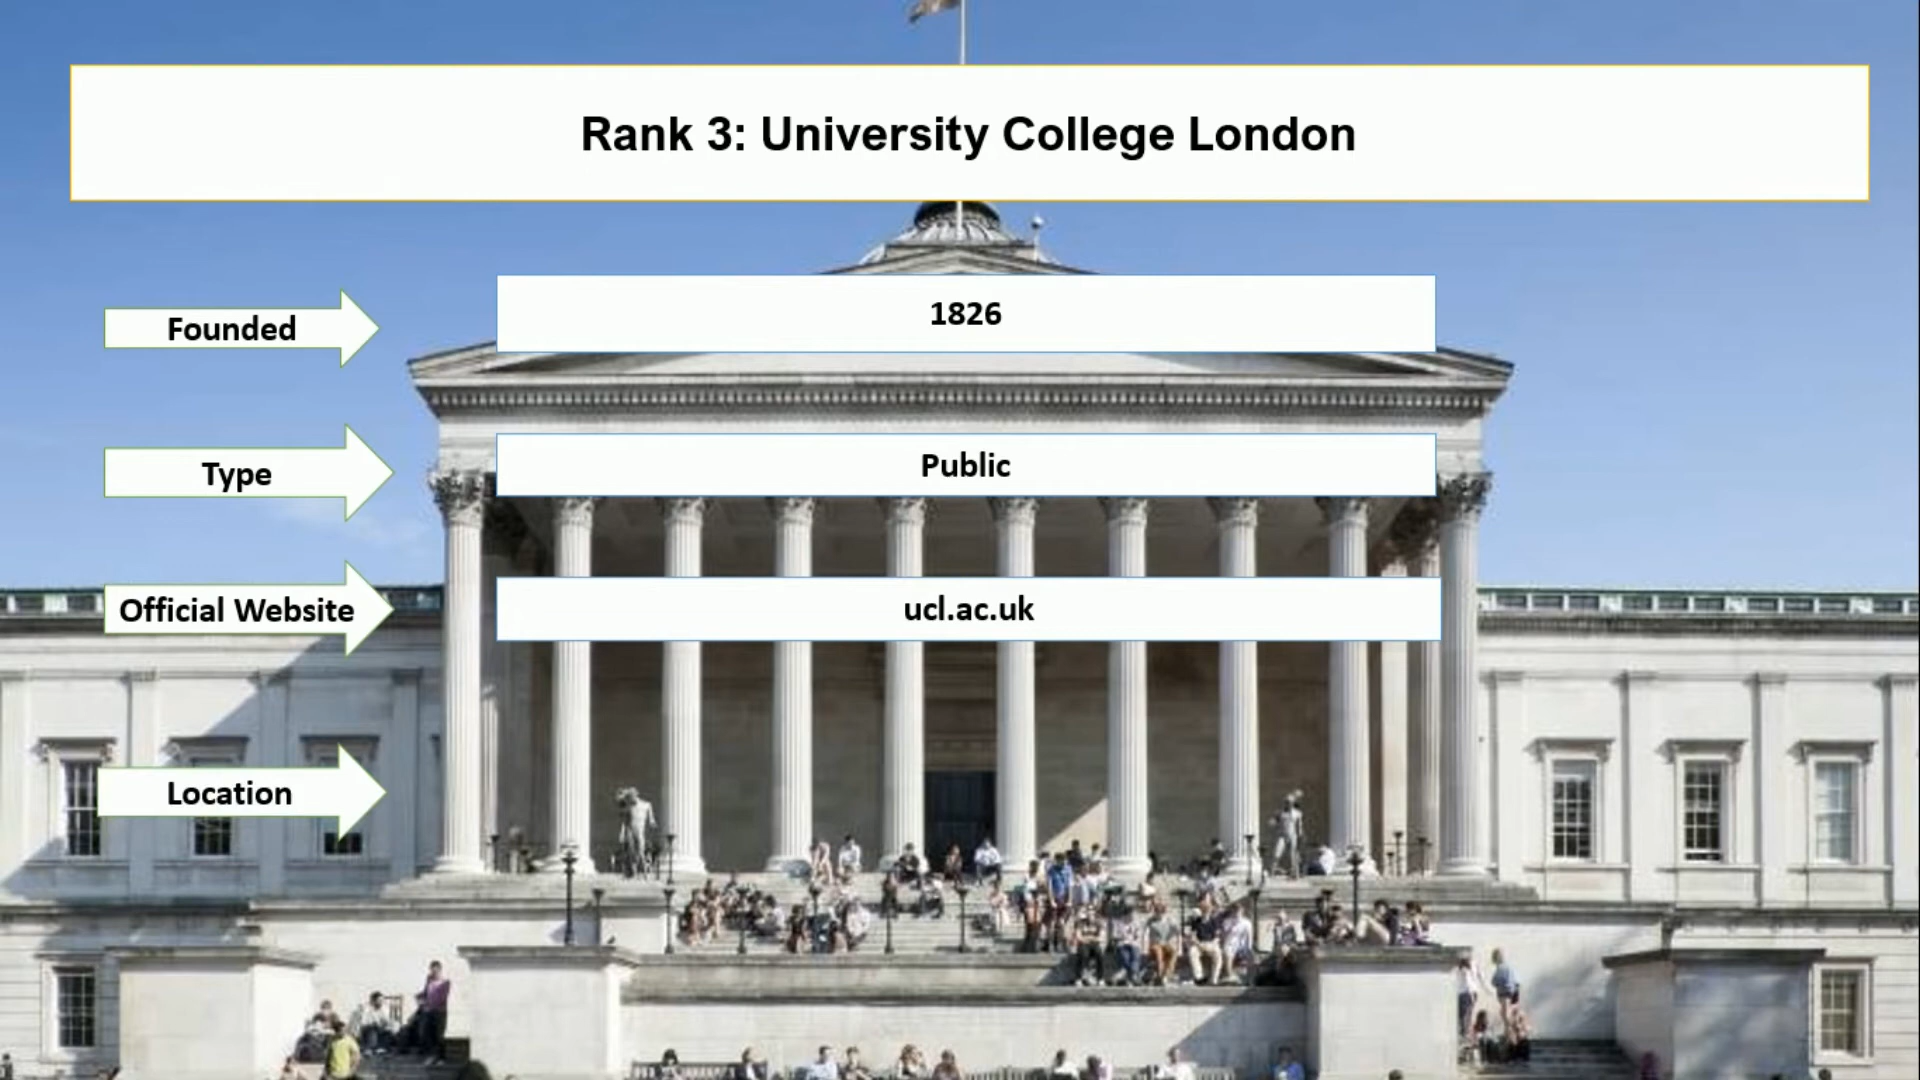 Rank 3: University College London
Founded
1826
Type
Public
Official Website
ucl.ac.uk
Location